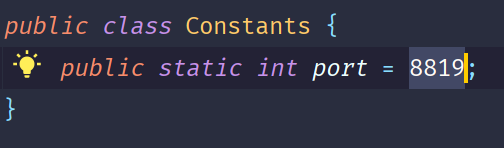 public class Constants {
public static int port = 8819;
}